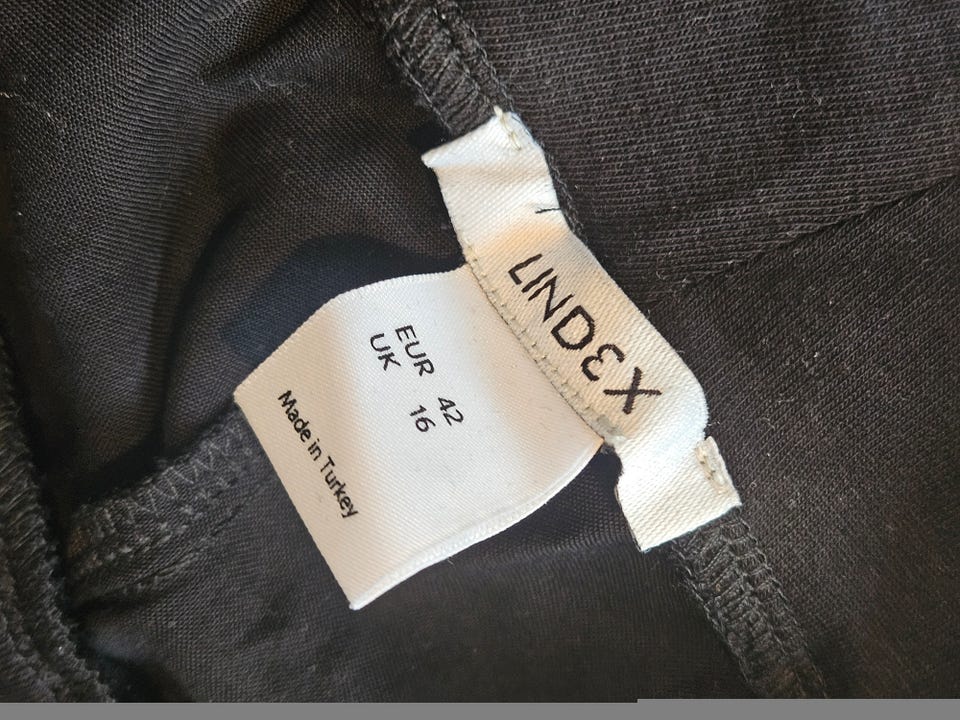 LINDEX
EUR 42
UK 16
Made in Turkey